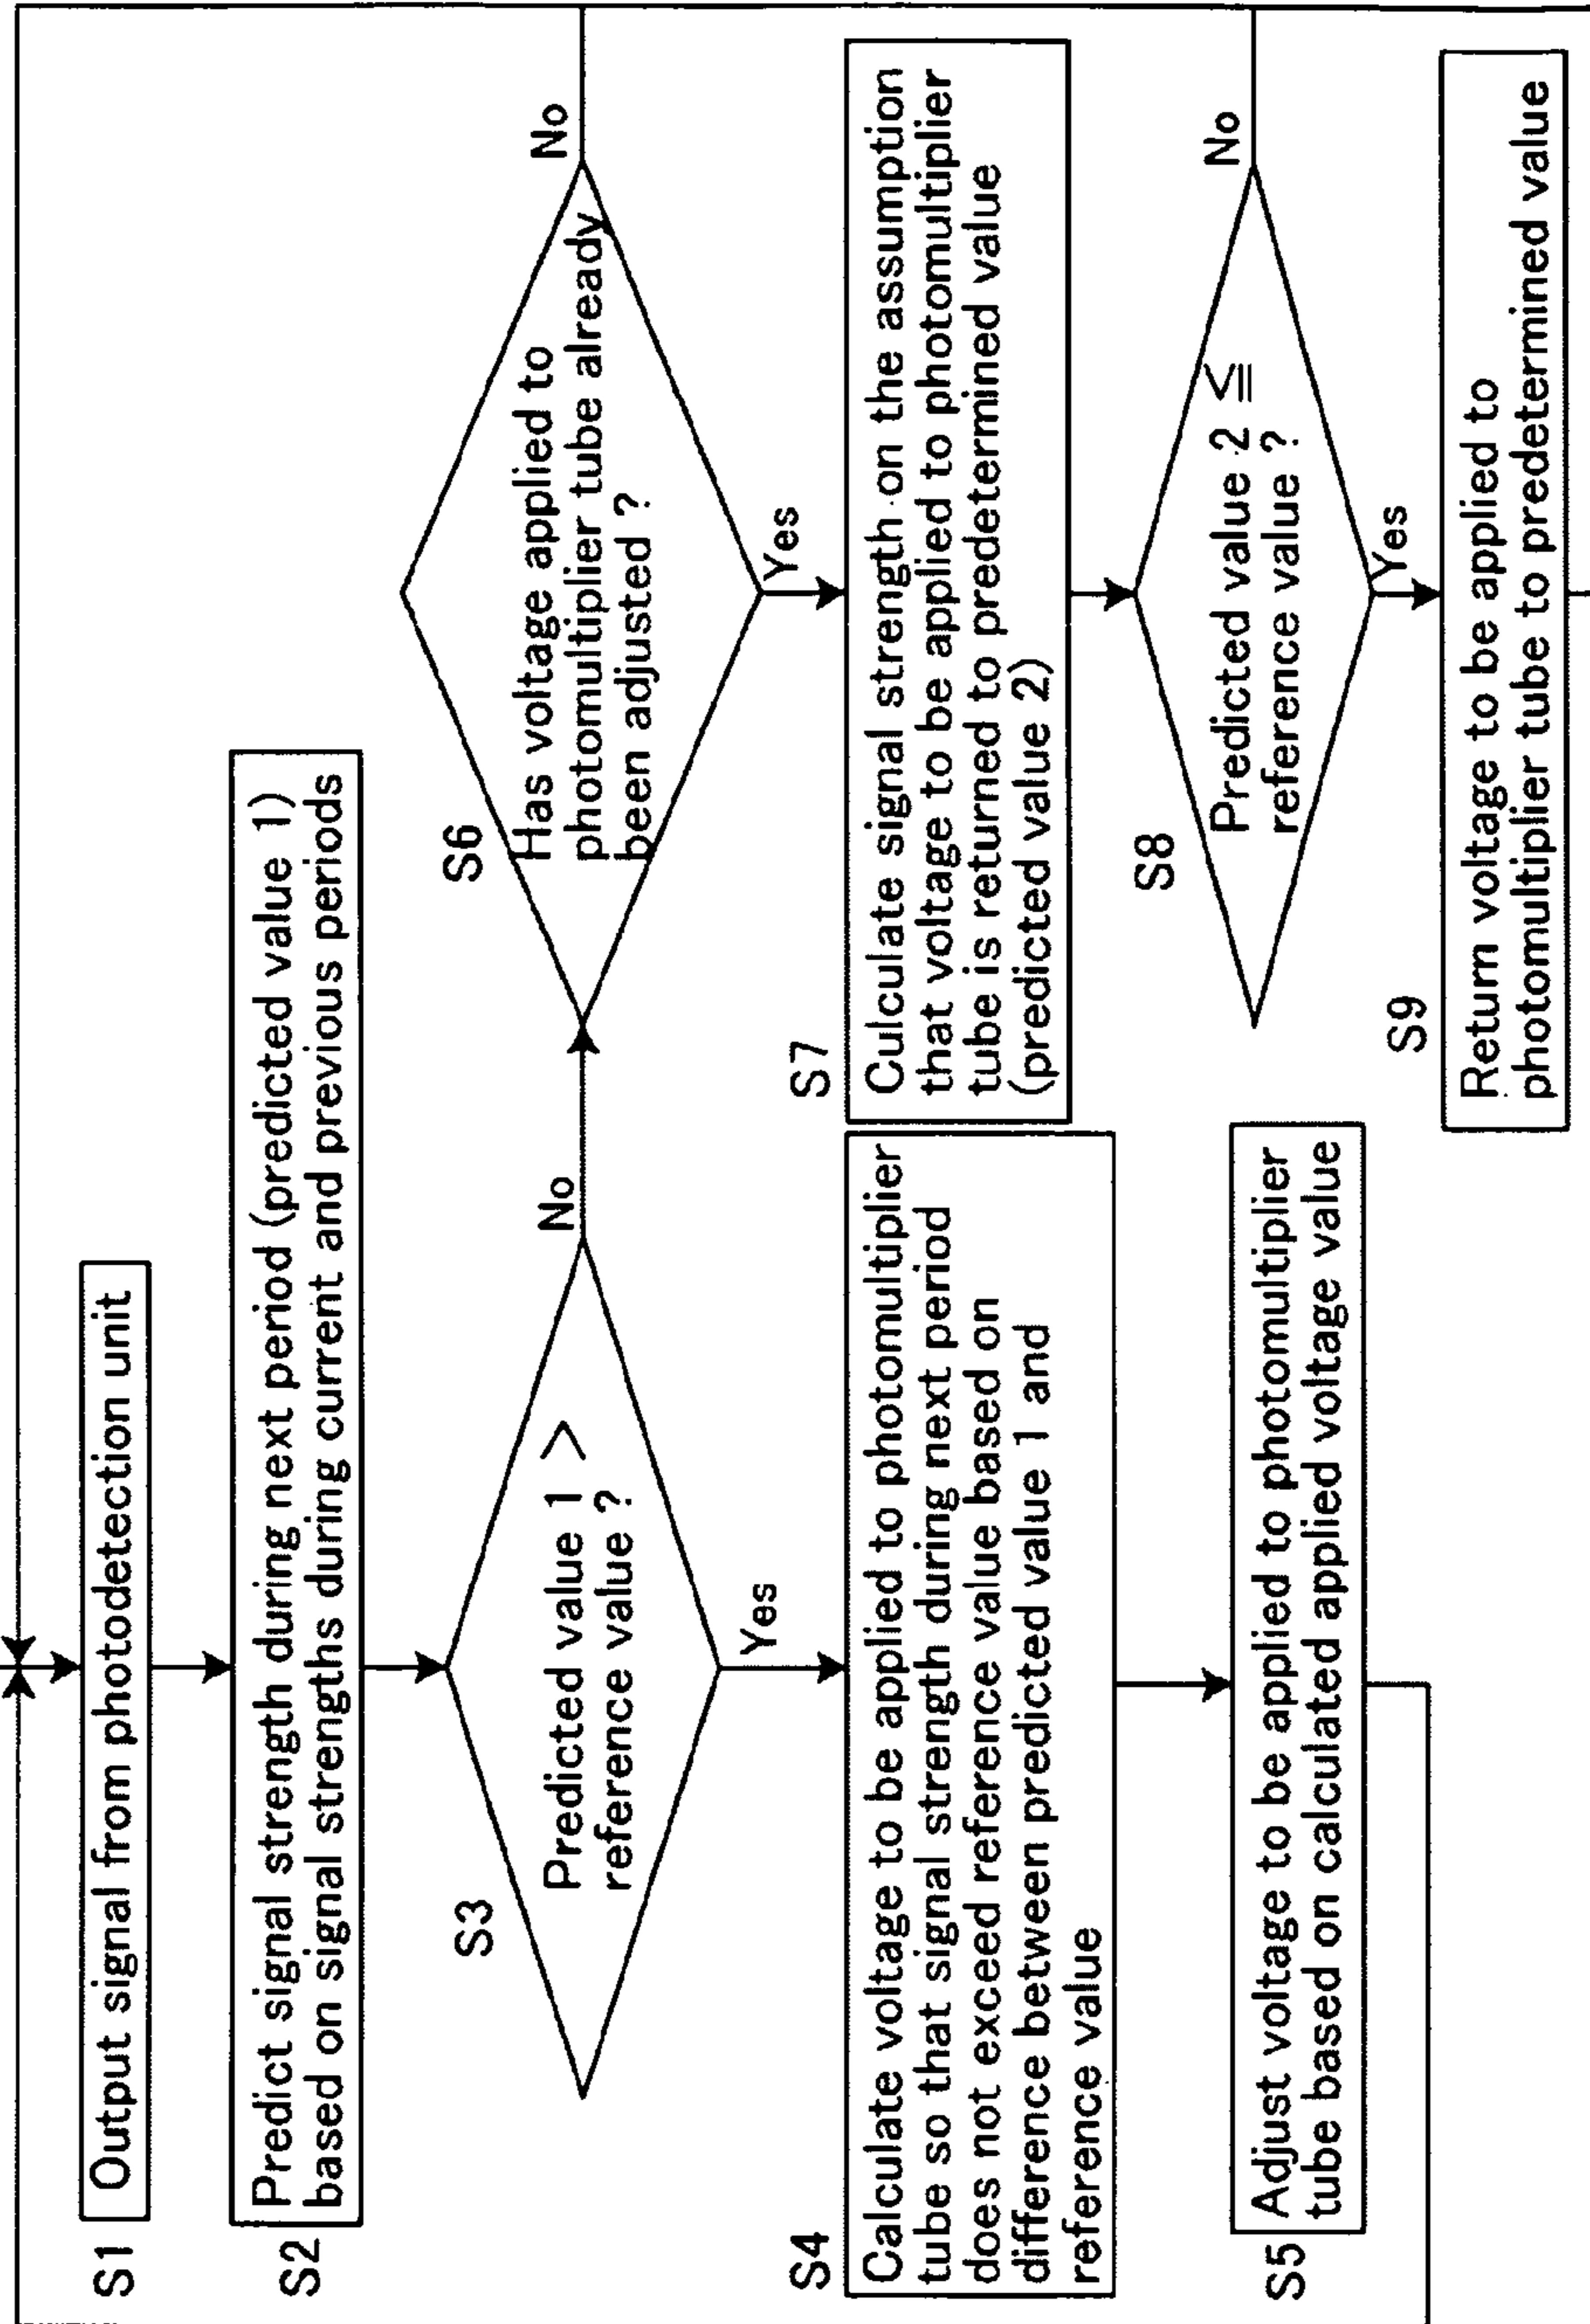 S1
Output signal from photodetection unit
S2
Predict signal strength during next period (predicted value 1)
based on signal strengths during current and previous periods
S3
Predicted value 1 >
reference value ?
No
Yes
S4
Calculate voltage to be applied to photomultiplier
tube so that signal strength during next period
does not exceed reference value based on
difference between predicted value 1 and
reference value
S5
Adjust voltage to be applied to photomultiplier
tube based on calculated applied voltage value
S6
Has voltage applied to
photomultiplier tube already
been adjusted ?
No
Yes
S7
Culculate signal strength on the assumption
that voltage to be applied to photomultiplier
tube is returned to predetermined value
(predicted value 2)
S8
Predicted value 2 ≦
reference value ?
No
Yes
S9
Return voltage to be applied to
photomultiplier tube to predetermined value